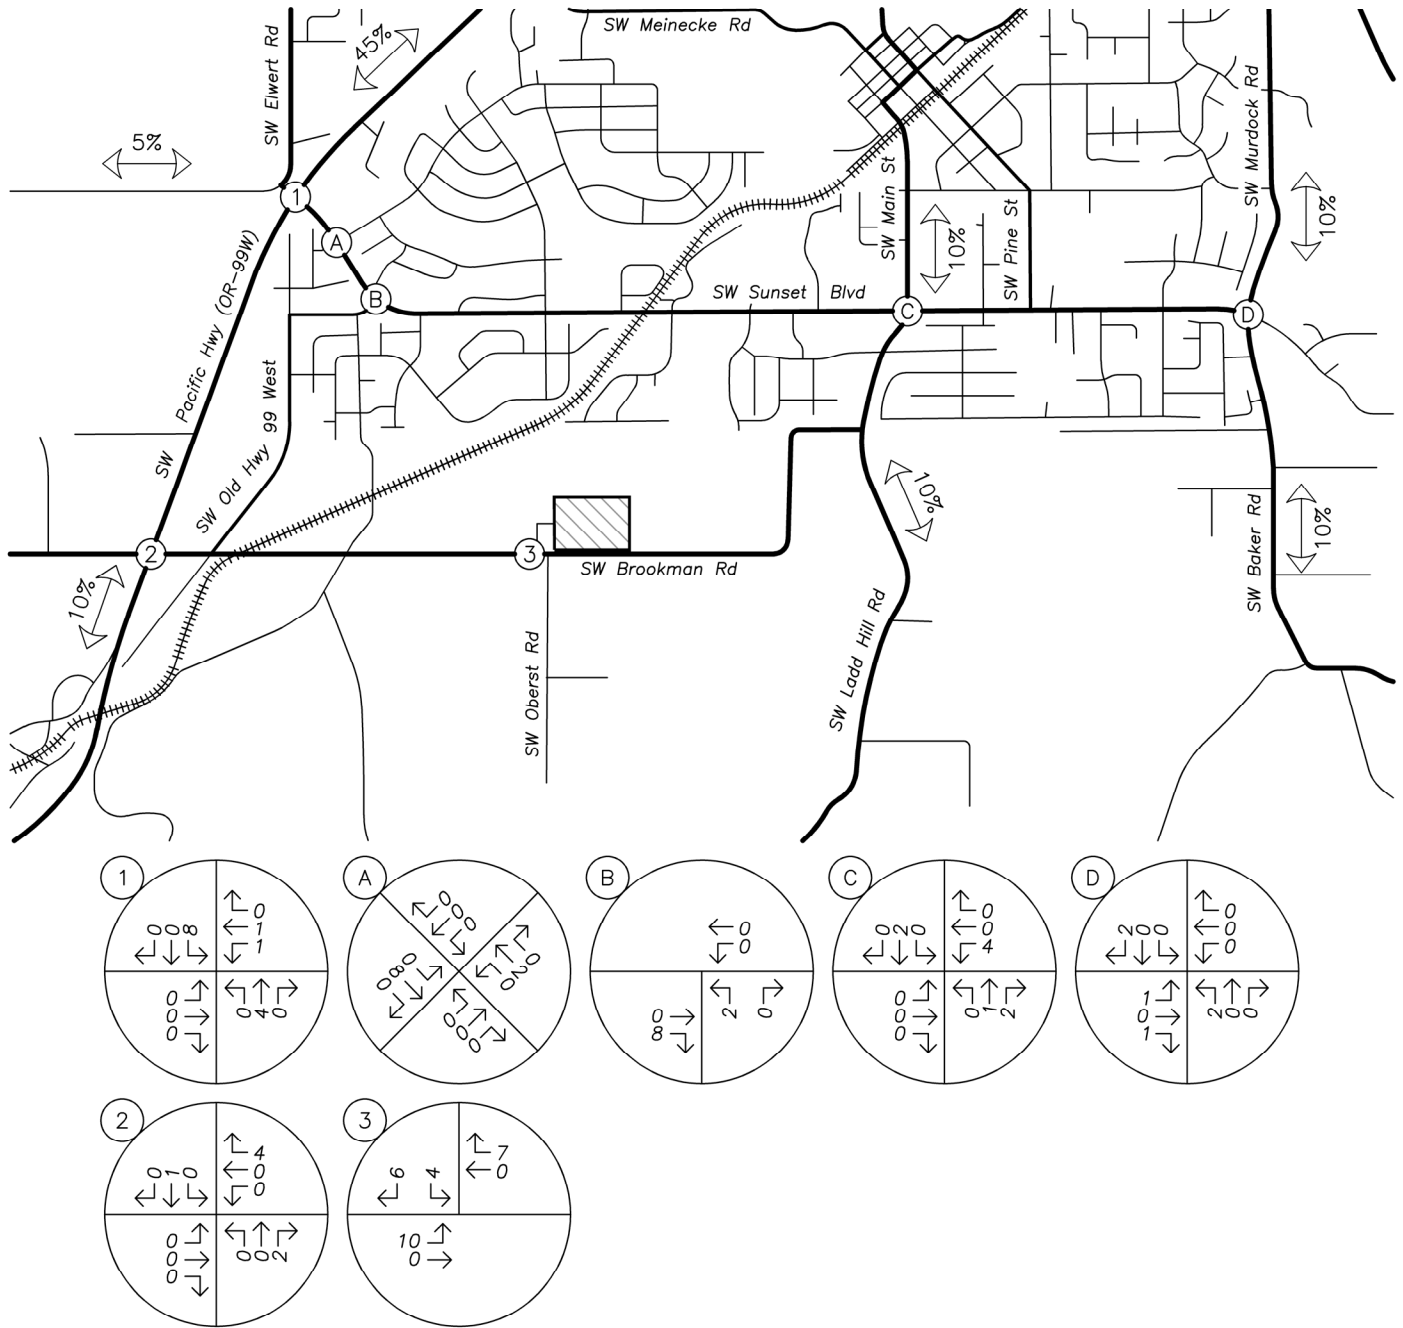 SW Meinecke Rd
SW Elwert Rd
45%
5%
SW Murdock Rd
SW Main St
10%
10%
SW Pine St
1
A
B
SW Sunset Blvd
C
D
SW Pacific Hwy (OR-99W)
SW Old Hwy 99 West
10%
10%
SW Baker Rd
2
3
SW Brookman Rd
10%
SW Oberst Rd
SW Ladd Hill Rd
1
0 0 8
0
1
1
0
0
0
0 4 0
A
0 0 0
0 2 0
0 8 0
1 0 0 0
B
0
0
0
8
2 0
C
0 2 0
0
0
4
0
0
0
0 1 2
D
2 0 0
0
0
0
1
0
1
2 0 0
2
0 1 0
4
0
0
0
0
0
0 0 2
3
6 4
7
0
10
0